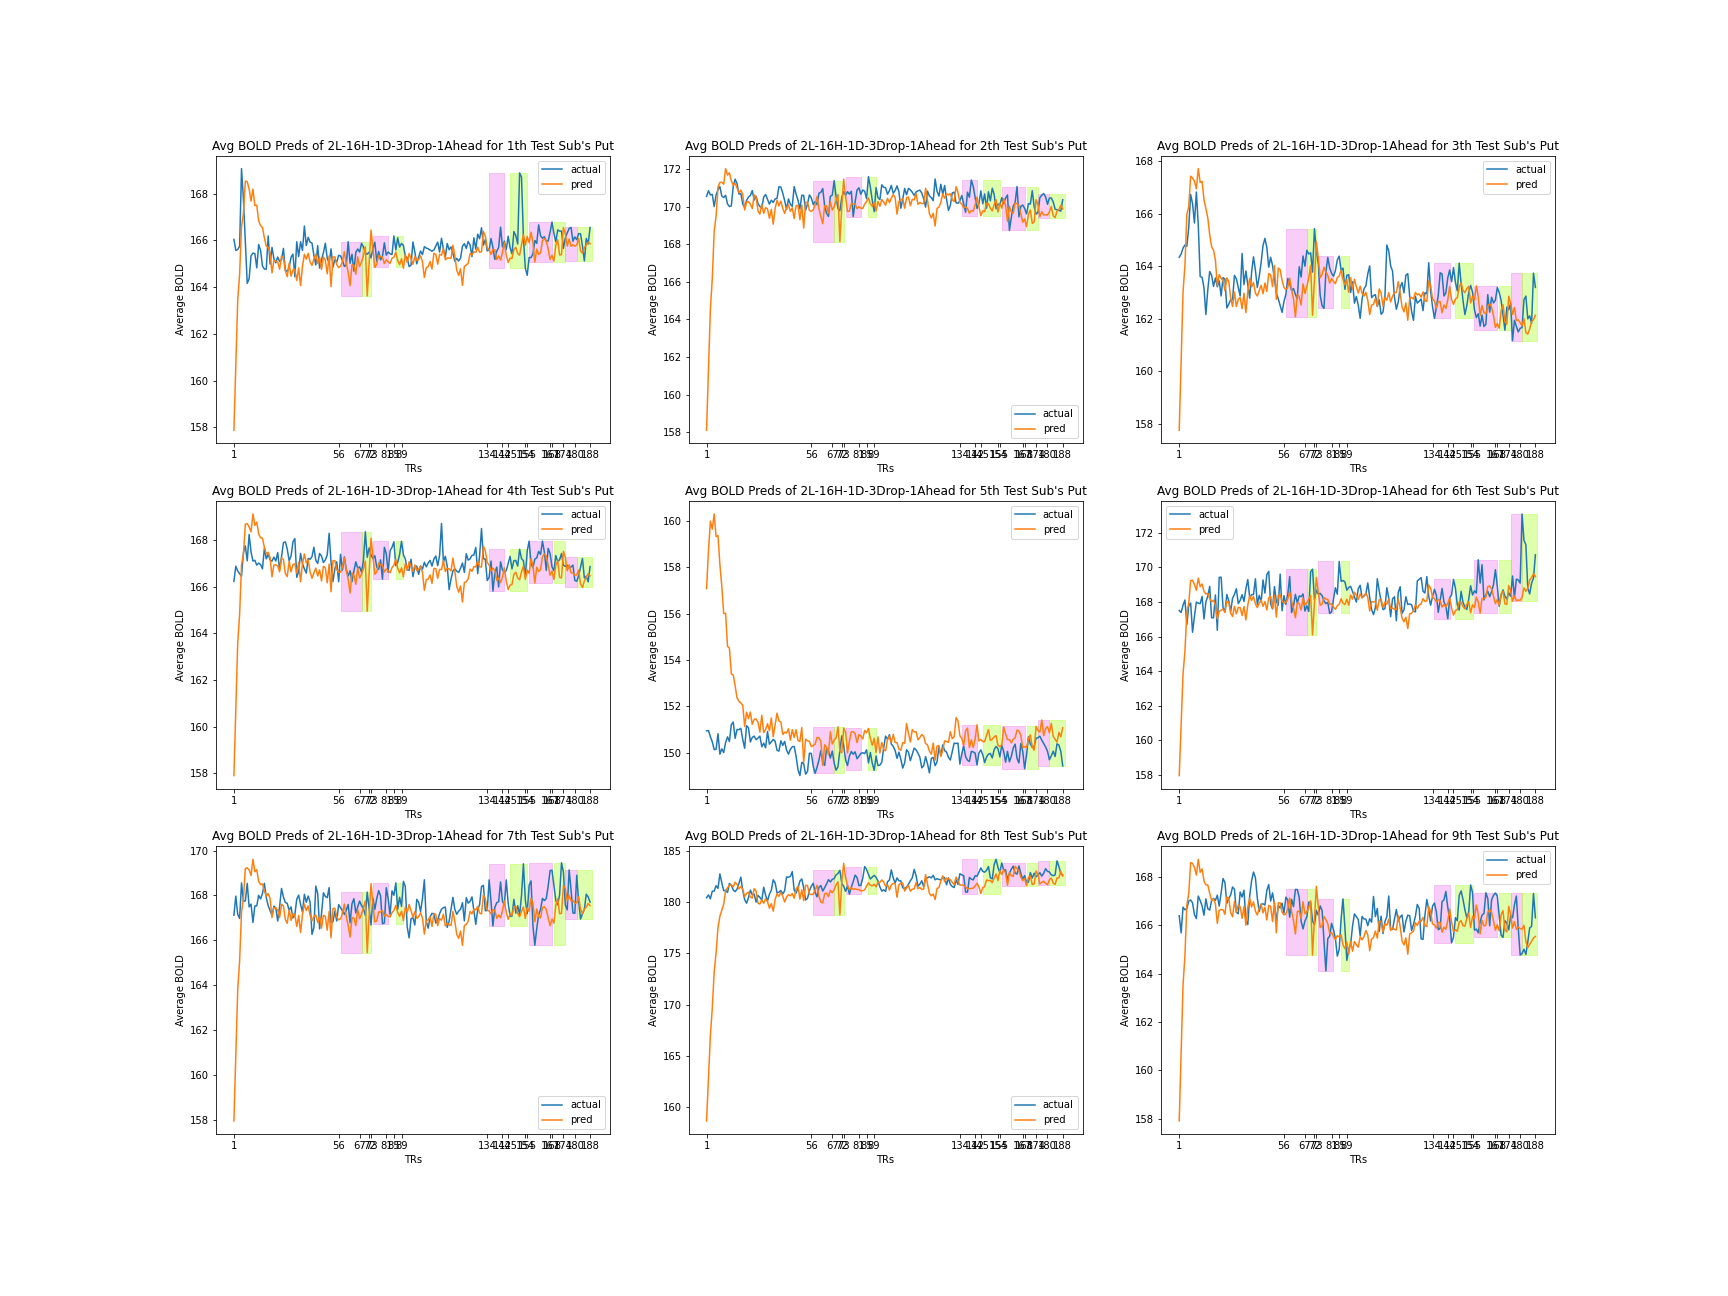 Avg BOLD Preds of 2L-16H-1D-3Drop-1Ahead for 1th Test Sub's Put
Avg BOLD Preds of 2L-16H-1D-3Drop-1Ahead for 2th Test Sub's Put
Avg BOLD Preds of 2L-16H-1D-3Drop-1Ahead for 3th Test Sub's Put
actual
pred
168
166
164
162
160
158
Average BOLD
1
56
TRs
188
actual
pred
172
170
168
166
164
162
160
158
Average BOLD
1
56
TRs
188
actual
pred
168
166
164
162
160
158
Average BOLD
1
56
TRs
188
Avg BOLD Preds of 2L-16H-1D-3Drop-1Ahead for 4th Test Sub's Put
Avg BOLD Preds of 2L-16H-1D-3Drop-1Ahead for 5th Test Sub's Put
Avg BOLD Preds of 2L-16H-1D-3Drop-1Ahead for 6th Test Sub's Put
actual
pred
168
166
164
162
160
158
Average BOLD
1
56
TRs
188
actual
pred
160
158
156
154
152
150
Average BOLD
1
56
TRs
188
actual
pred
172
170
168
166
164
162
160
158
Average BOLD
1
56
TRs
188
Avg BOLD Preds of 2L-16H-1D-3Drop-1Ahead for 7th Test Sub's Put
Avg BOLD Preds of 2L-16H-1D-3Drop-1Ahead for 8th Test Sub's Put
Avg BOLD Preds of 2L-16H-1D-3Drop-1Ahead for 9th Test Sub's Put
170
168
166
164
162
160
158
Average BOLD
actual
pred
1
56
TRs
188
185
180
175
170
165
160
Average BOLD
actual
pred
1
56
TRs
188
actual
pred
168
166
164
162
160
158
Average BOLD
1
56
TRs
188